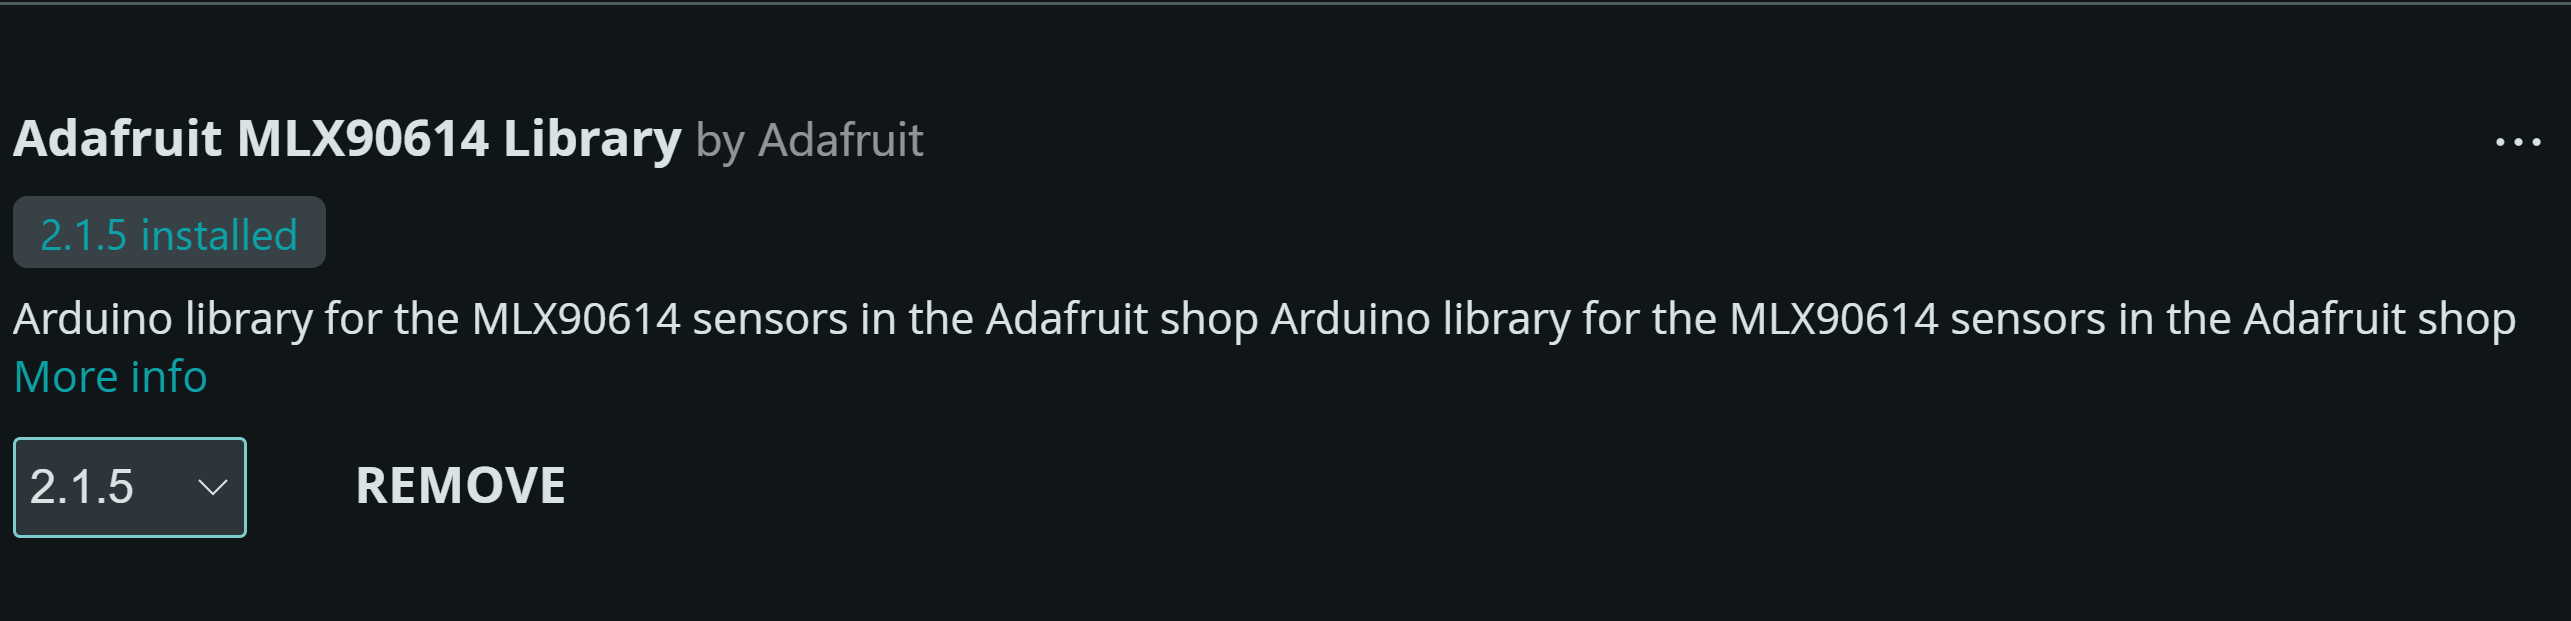 Adafruit MLX90614 Library by Adafruit
2.1.5 installed
Arduino library for the MLX90614 sensors in the Adafruit shop Arduino library for the MLX90614 sensors in the Adafruit shop
More info
2.1.5 REMOVE